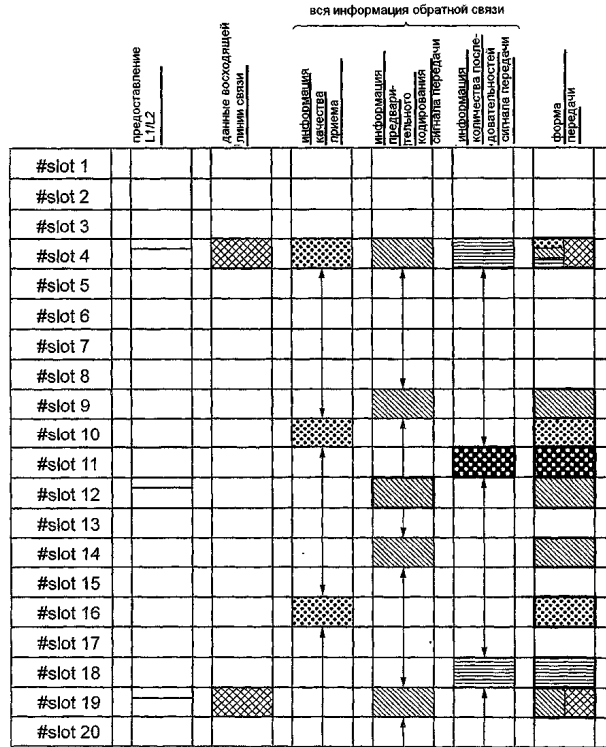 вся информация обратной связи
предоставление
L1/L2
данные восходящей
линии связи
информация
качества
приема
информация
предвари-
тельного
кодирования
сигнала передачи
информация
количества после-
довательностей
сигнала передачи
форма
передачи
#slot 1
#slot 2
#slot 3
#slot 4
#slot 5
#slot 6
#slot 7
#slot 8
#slot 9
#slot 10
#slot 11
#slot 12
#slot 13
#slot 14
#slot 15
#slot 16
#slot 17
#slot 18
#slot 19
#slot 20